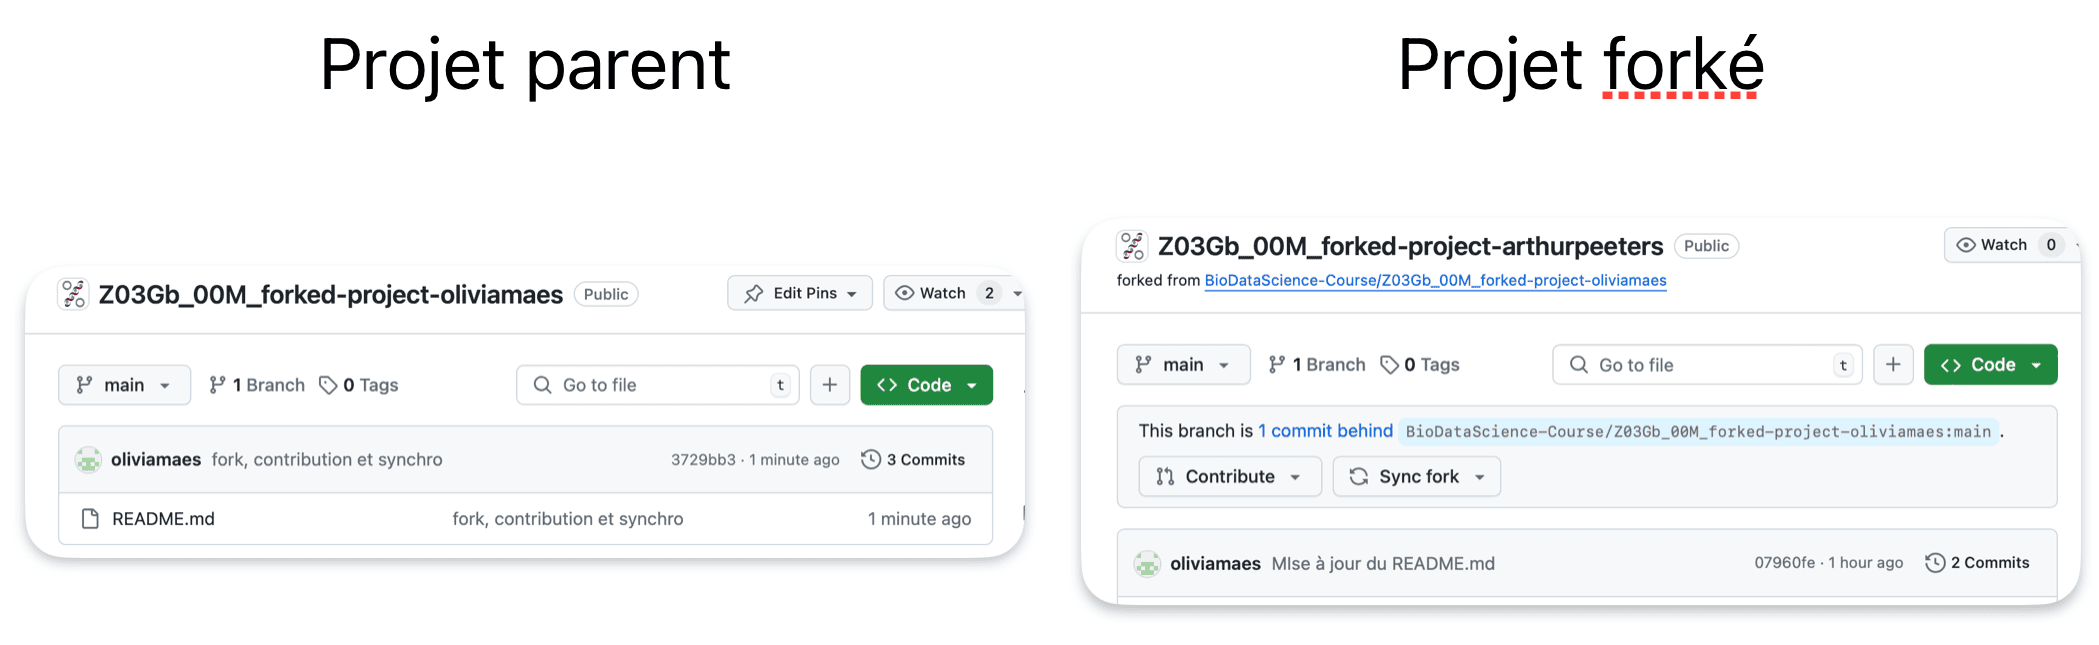 Projet parent
Z03Gb_00M_forked-project-oliviamaes Public Edit Pins Watch 2
main 1 Branch 0 Tags Go to file t + Code
oliviamaes fork, contribution et synchro 3729bb3 · 1 minute ago 3 Commits
README.md fork, contribution et synchro 1 minute ago
Projet forké
Z03Gb_00M_forked-project-arthurpeeters Public Watch 0
forked from BioDataScience-Course/Z03Gb_00M_forked-project-oliviamaes
main 1 Branch 0 Tags Go to file t + Code
This branch is 1 commit behind BioDataScience-Course/Z03Gb_00M_forked-project-oliviamaes:main .
Contribute Sync fork
oliviamaes MIse à jour du README.md 07960fe · 1 hour ago 2 Commits